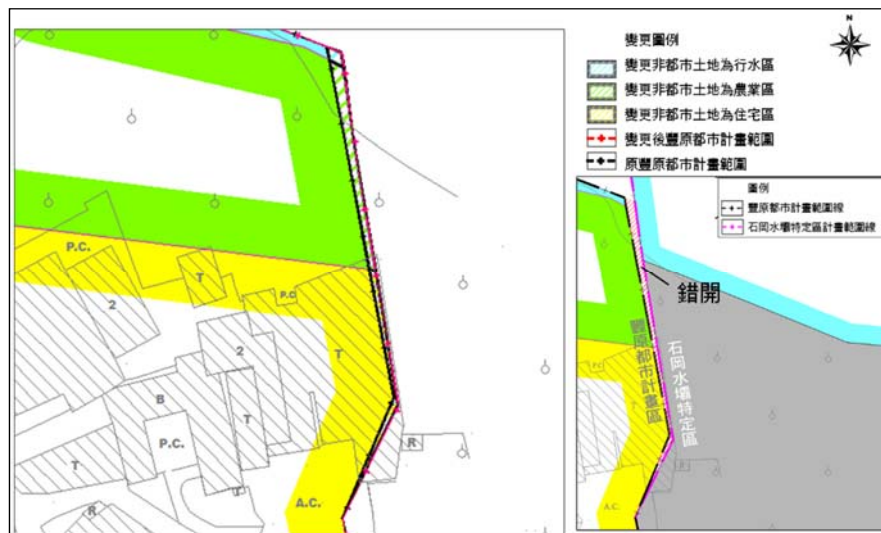 N
變更圖例
變更非都市土地為行水區
變更非都市土地為農業區
變更非都市土地為住宅區
變更後豐原都市計畫範圍
原豐原都市計畫範圍
P.C.
T
2
P.C
2
T
B
T
P.C.
T
T
R
A.C.
R
圖例
豐原都市計畫範圍線
石岡水壩特定區計畫範圍線
錯開
豐原都市計畫區
石岡水壩特定區
P.C
A.C.